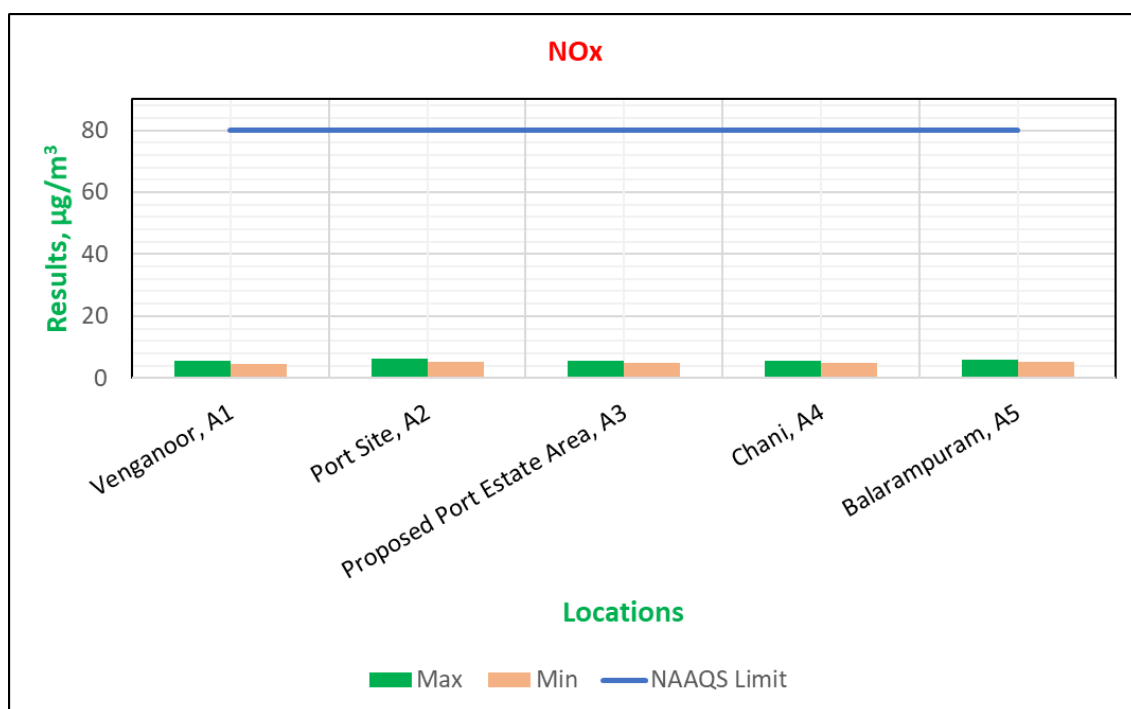 NOx
Results, µg/m³
80
60
40
20
0
Venganoor, A1
Port Site, A2
Proposed Port Estate Area, A3
Chani, A4
Balarampuram, A5
Locations
Max Min NAAQS Limit